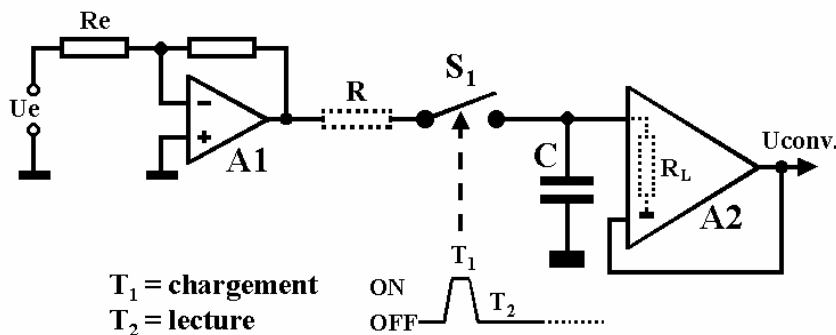 Re
S1
R
Ue
−
+
A1
C
RL
Uconv.
A2
T1
T1 = chargement
ON
T2
T2 = lecture
OFF